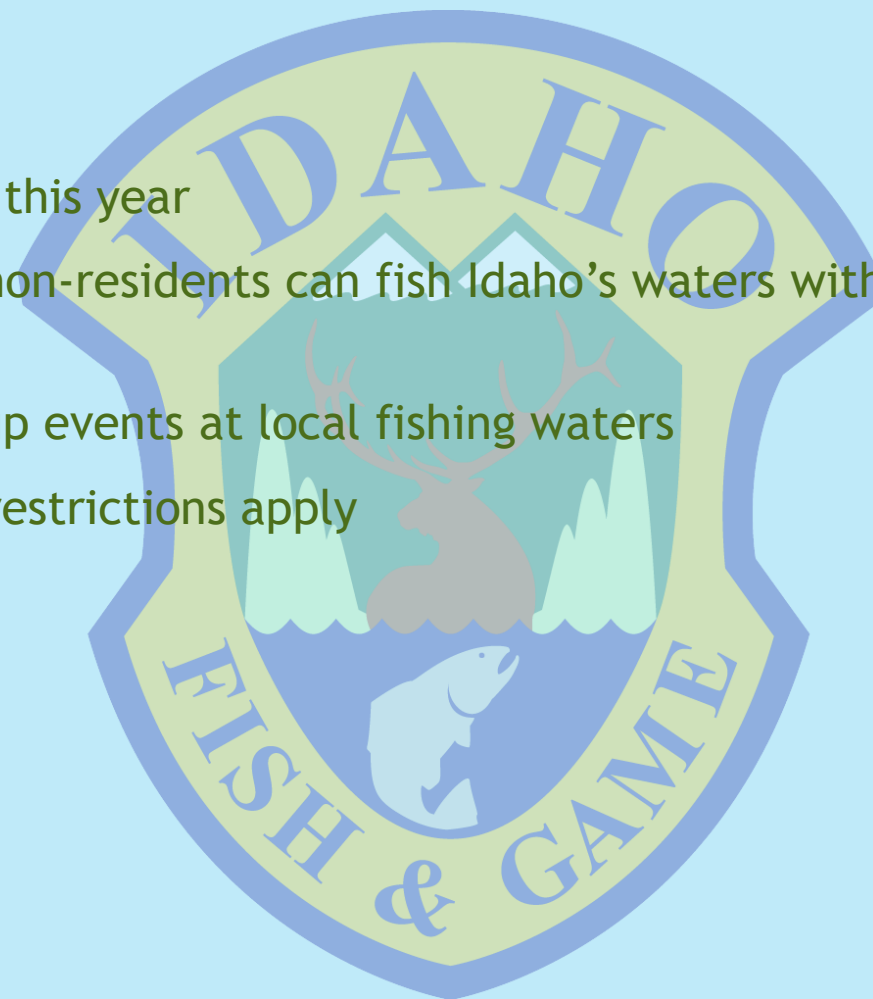 IDAHO
this year
non-residents can fish Idaho’s waters with
p events at local fishing waters
restrictions apply
FISH & GAME